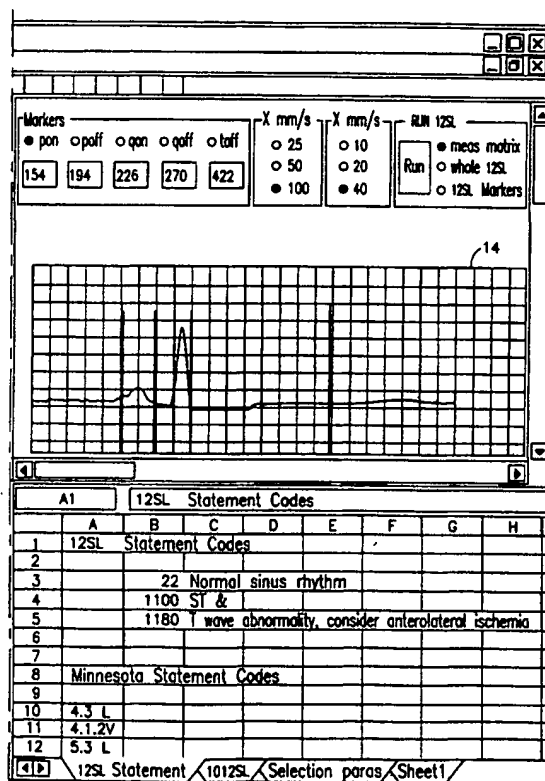 Markers
pon poff qon qoff toff
154 194 226 270 422
X mm/s
25
50
100
X mm/s
10
20
40
RUN 12SL
Run
meas matrix
whole 12SL
12SL Markers
14
A1 12SL Statement Codes
A B C D E F G H
1 12SL Statement Codes
2
3 22 Normal sinus rhythm
4 1100 ST &
5 1180 T wave abnormality, consider anterolateral ischemia
6
7
8 Minnesota Statement Codes
9
10 4.3 L
11 4.1.2V
12 5.3 L
12SL Statement 1012SL Selection paras Sheet1